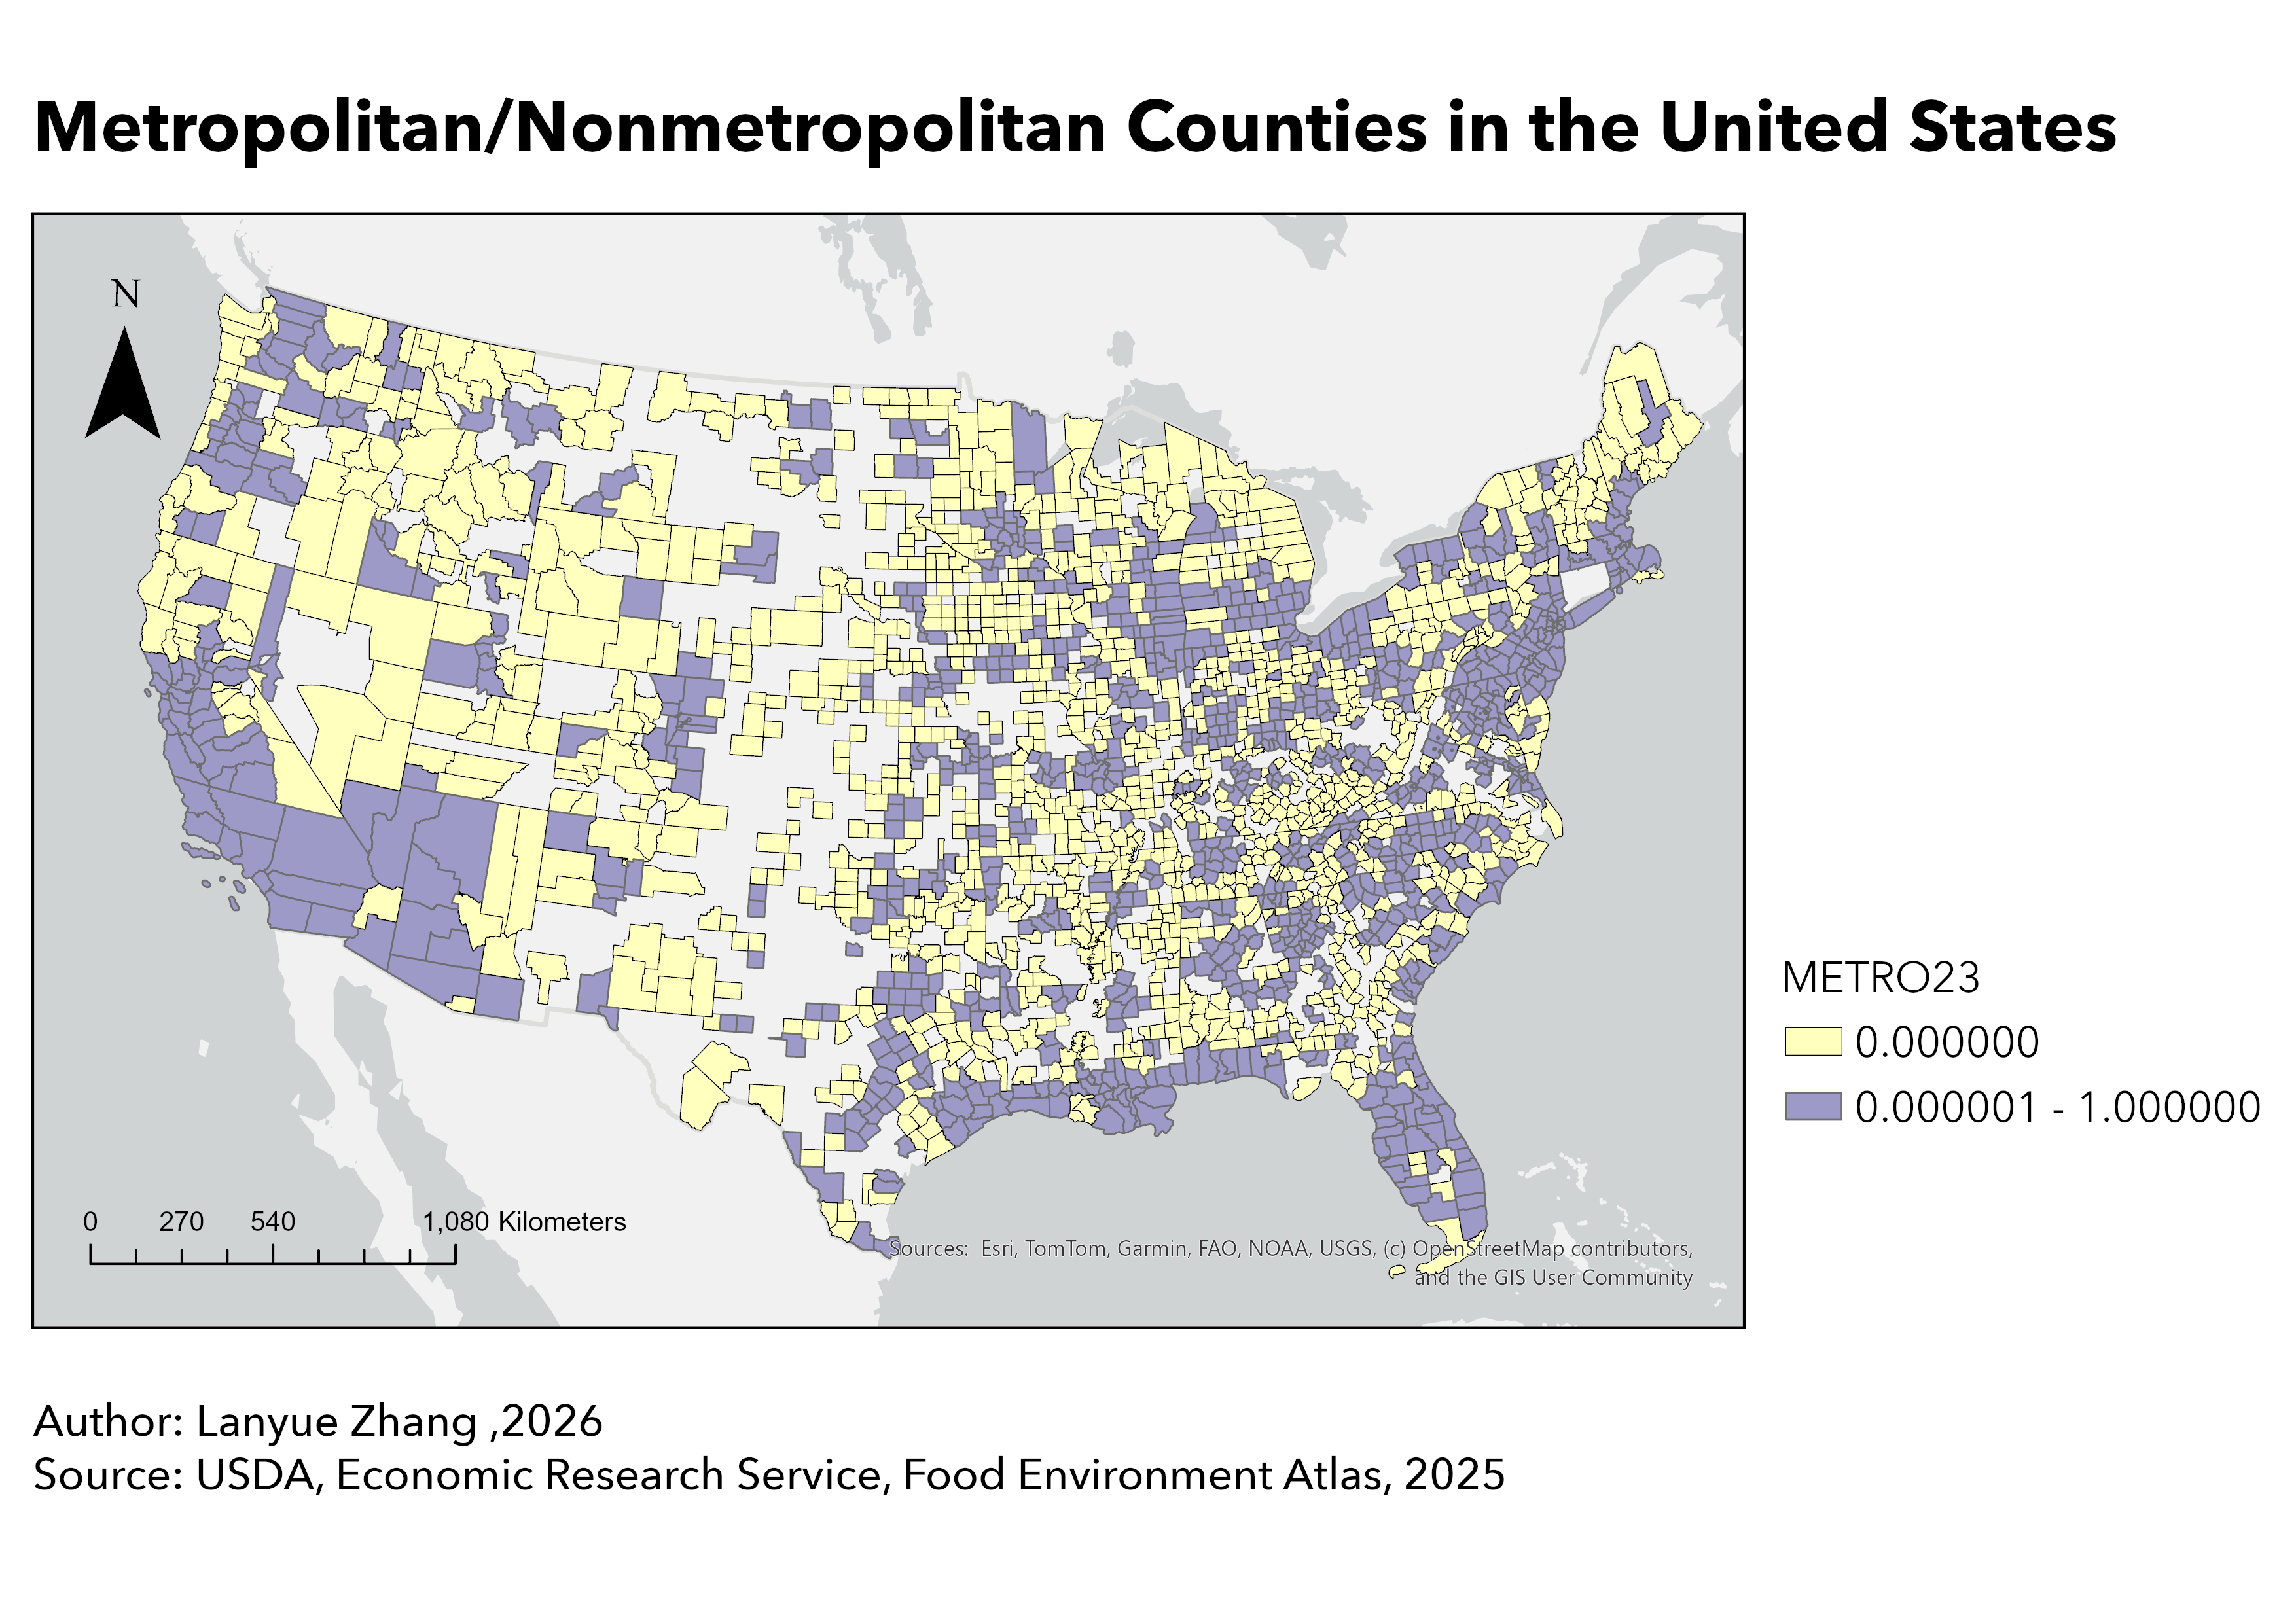 Metropolitan/Nonmetropolitan Counties in the United States
N
METRO23
0.000000
0.000001 - 1.000000
0 270 540 1,080 Kilometers
Sources: Esri, TomTom, Garmin, FAO, NOAA, USGS, (c) OpenStreetMap contributors,
and the GIS User Community
Author: Lanyue Zhang ,2026
Source: USDA, Economic Research Service, Food Environment Atlas, 2025